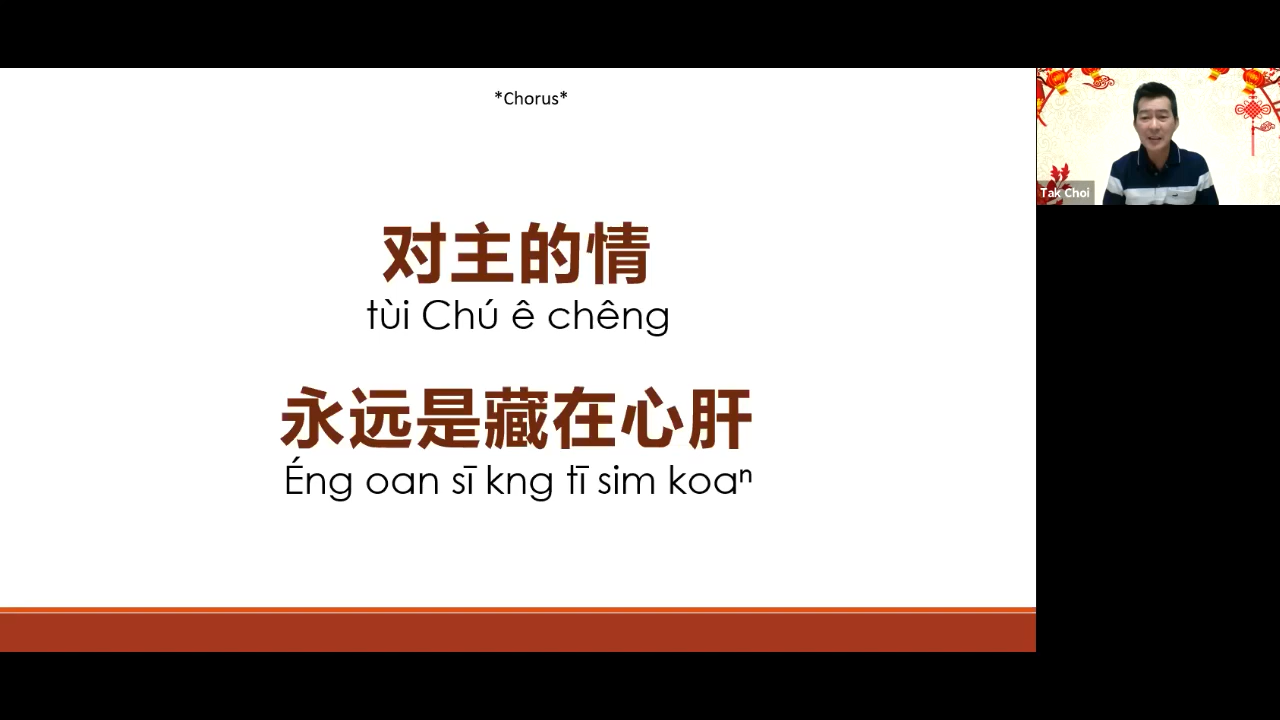 *Chorus*
对主的情
tùi Chú ê chêng
永远是藏在心肝
Éng oan sī kng tī sim koaⁿ
Tak Choi